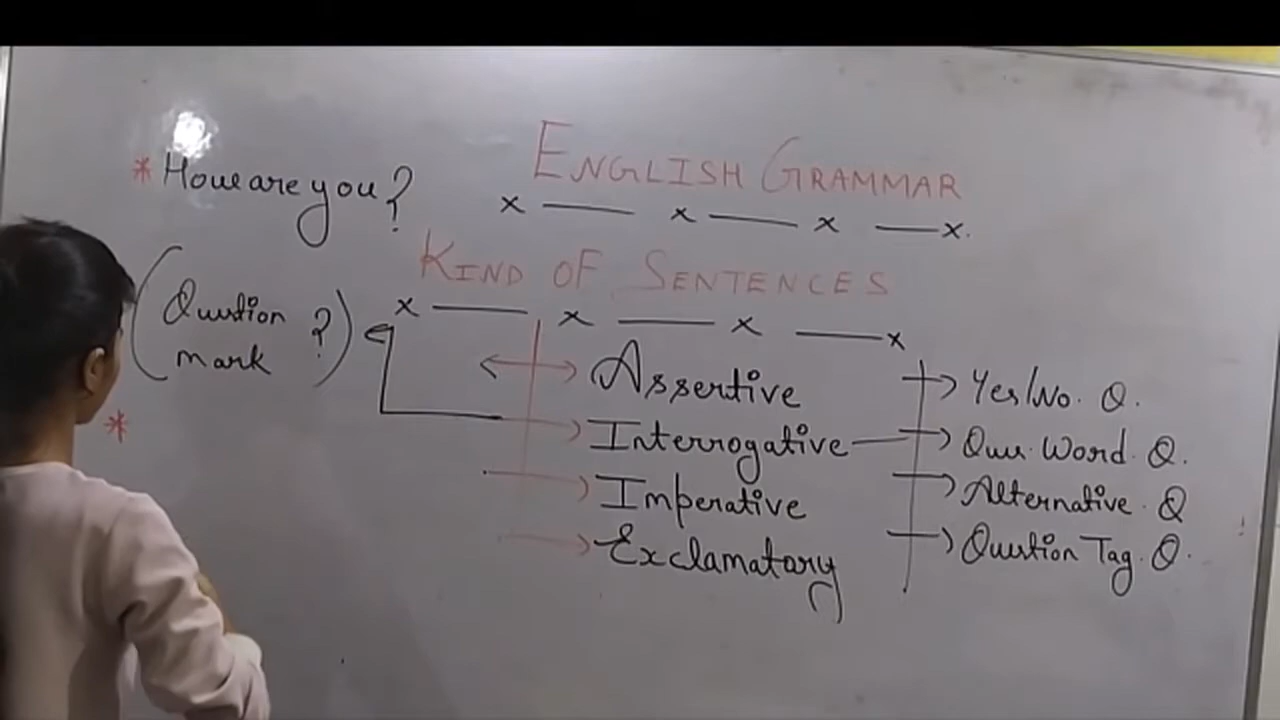 ENGLISH GRAMMAR
* How are you?
KIND OF SENTENCES
(Question mark ?)
Assertive
Interrogative
Imperative
Exclamatory
Yes/No. Q.
Que. Word. Q.
Alternative. Q
Question Tag. Q.
*